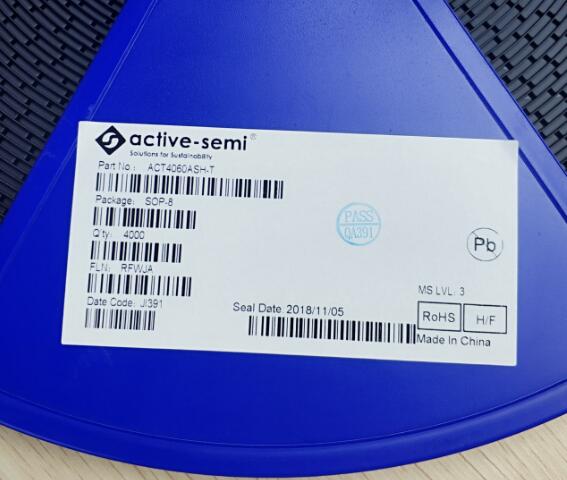 active-semi®
Solutions for Sustainability
Part No : ACT4060ASH-T
Package: SOP-8
Q'ty: 4000
FLN: RFWJA
Date Code: J/391
Seal Date: 2018/11/05
PASS
QA391
Pb
MS LVL: 3
RoHS
H/F
Made In China